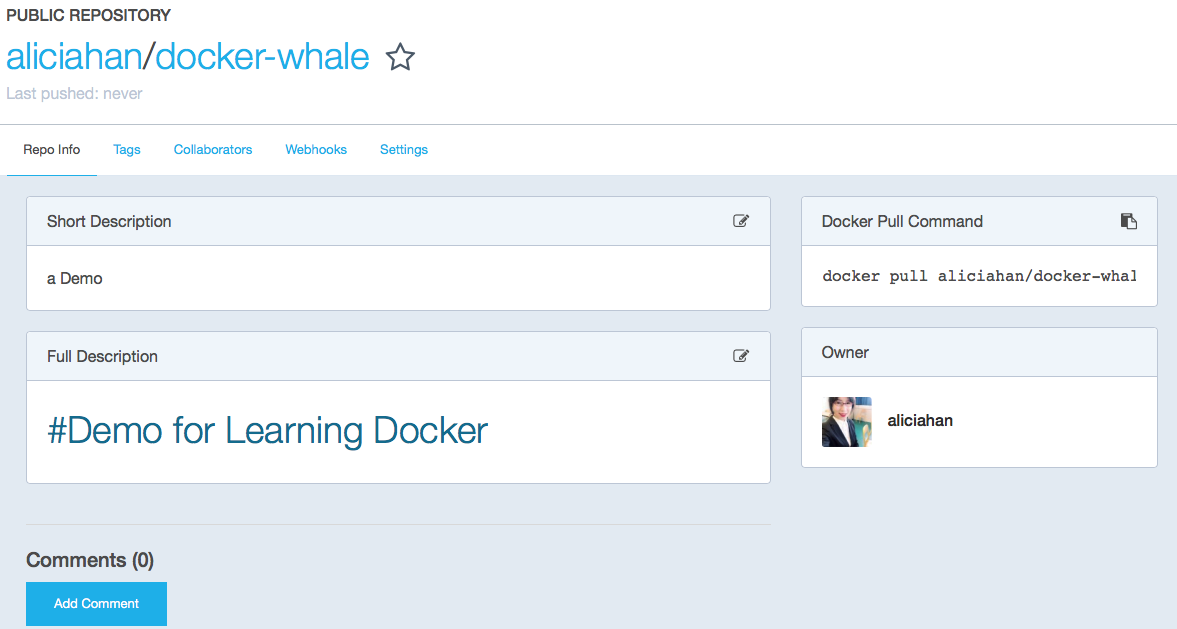 PUBLIC REPOSITORY
aliciahan/docker-whale
Last pushed: never
Repo Info Tags Collaborators Webhooks Settings
Short Description
a Demo
Full Description
#Demo for Learning Docker
Docker Pull Command
docker pull aliciahan/docker-whal
Owner
aliciahan
Comments (0)
Add Comment